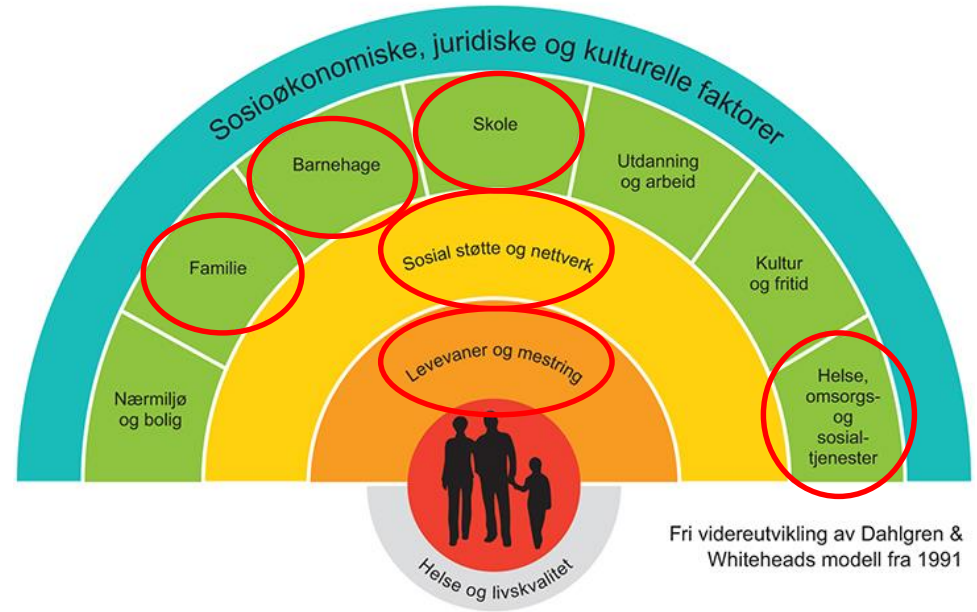 Sosioøkonomiske, juridiske og kulturelle faktorer
Nærmiljø
og bolig
Familie
Barnehage
Skole
Utdanning
og arbeid
Kultur
og fritid
Helse,
omsorgs-
og
sosial-
tjenester
Sosial støtte og nettverk
Levevaner og mestring
Helse og livskvalitet
Fri videreutvikling av Dahlgren &
Whiteheads modell fra 1991